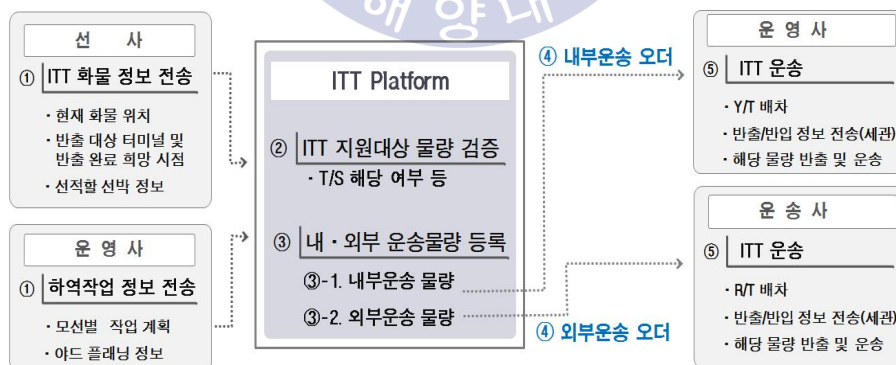 해양대
선 사
① ITT 화물 정보 전송
· 현재 화물 위치
· 반출 대상 터미널 및
반출 완료 희망 시점
· 선적할 선박 정보
운 영 사
① 하역작업 정보 전송
· 모선별 작업 계획
· 야드 플래닝 정보
ITT Platform
② ITT 지원대상 물량 검증
· T/S 해당 여부 등
③ 내·외부 운송물량 등록
③-1. 내부운송 물량
③-2. 외부운송 물량
④ 내부운송 오더
④ 외부운송 오더
운 영 사
⑤ ITT 운송
· Y/T 배차
· 반출/반입 정보 전송(세관)
· 해당 물량 반출 및 운송
운 송 사
⑤ ITT 운송
· R/T 배차
· 반출/반입 정보 전송(세관)
· 해당 물량 반출 및 운송